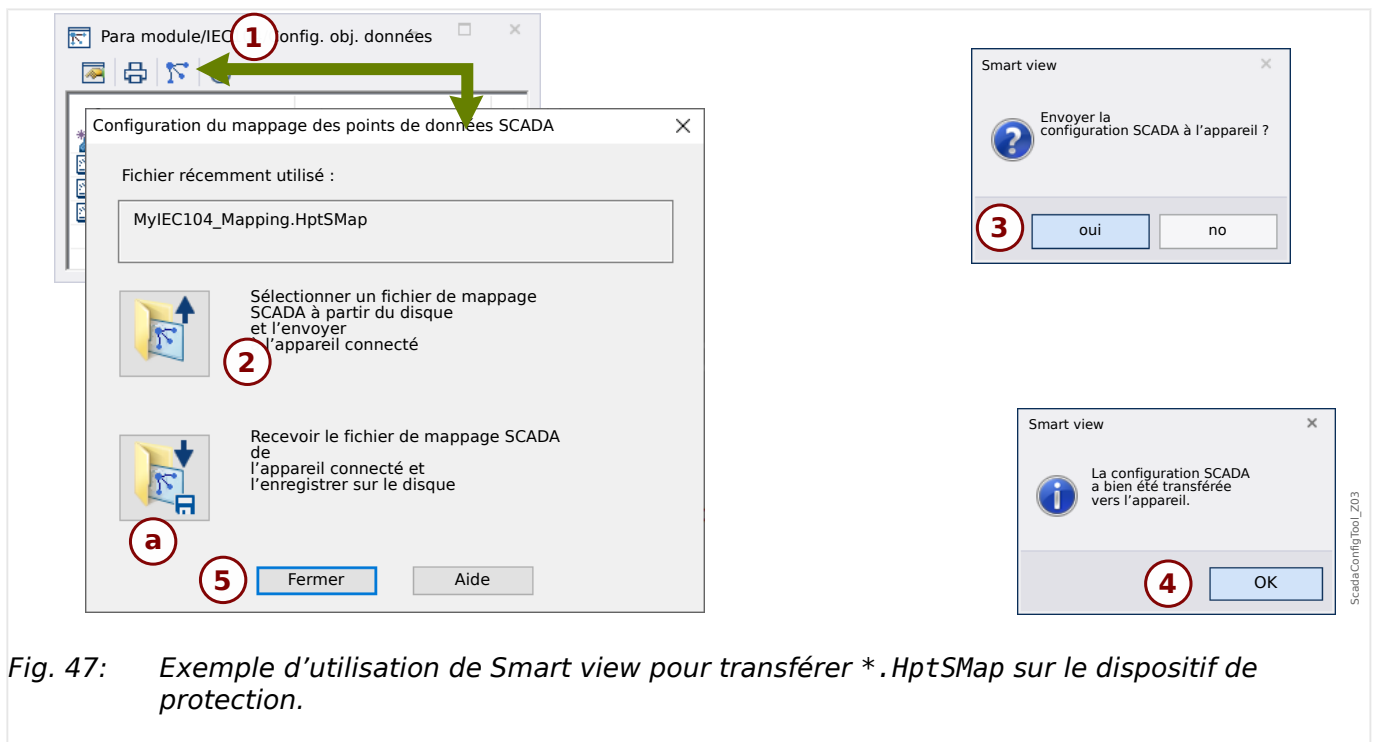 Para module/IEC
1
onfig. obj. données
Configuration du mappage des points de données SCADA
Fichier récemment utilisé :
MyIEC104_Mapping.HptSMap
Sélectionner un fichier de mappage
SCADA à partir du disque
et l’envoyer
l’appareil connecté
2
Recevoir le fichier de mappage SCADA
de
l’appareil connecté et
l’enregistrer sur le disque
a
5
Fermer
Aide
Smart view
Envoyer la
configuration SCADA à l’appareil ?
3
oui
no
Smart view
La configuration SCADA
a bien été transférée
vers l’appareil.
4
OK
ScadaConfigTool_Z03
Fig. 47: Exemple d’utilisation de Smart view pour transférer *.HptSMap sur le dispositif de
protection.